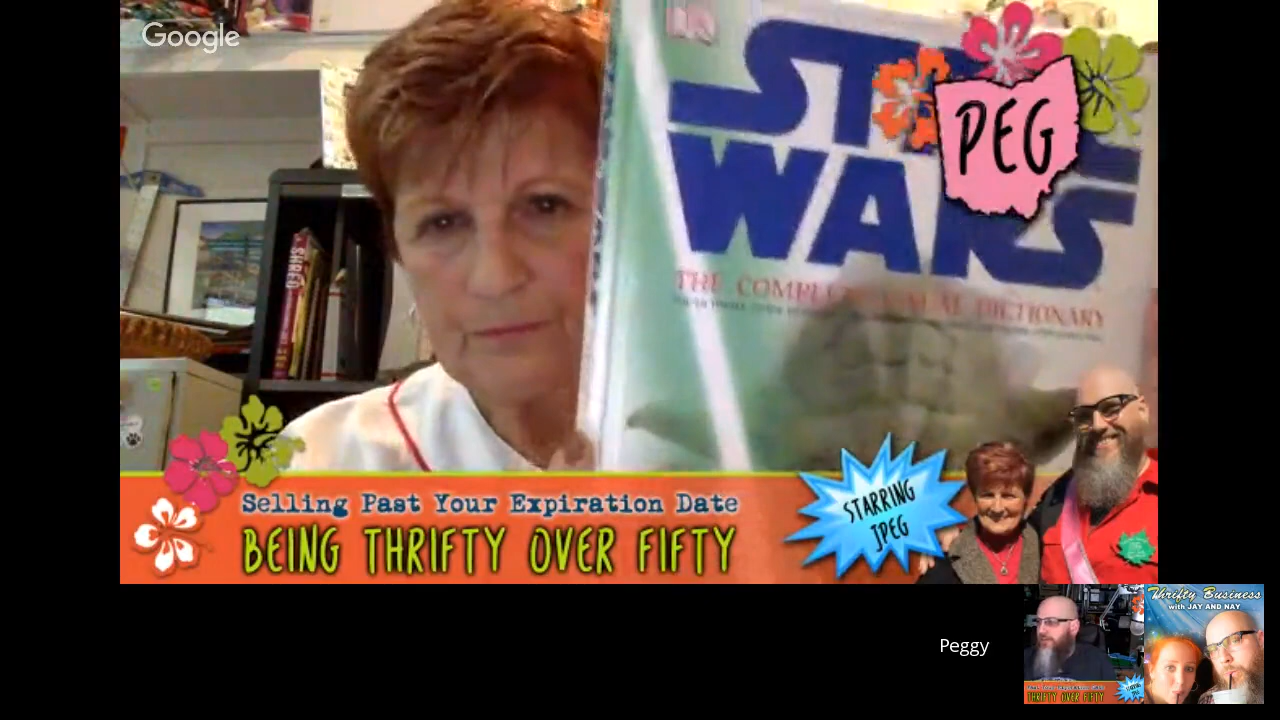 Google
STAR
PEG
WARS
THE COMPLETE VISUAL DICTIONARY
SHRED
Selling Past Your Expiration Date
BEING THRIFTY OVER FIFTY
STARRING
JPEG
Peggy
Thrifty Business
with JAY AND NAY
THRIFTY OVER FIFTY